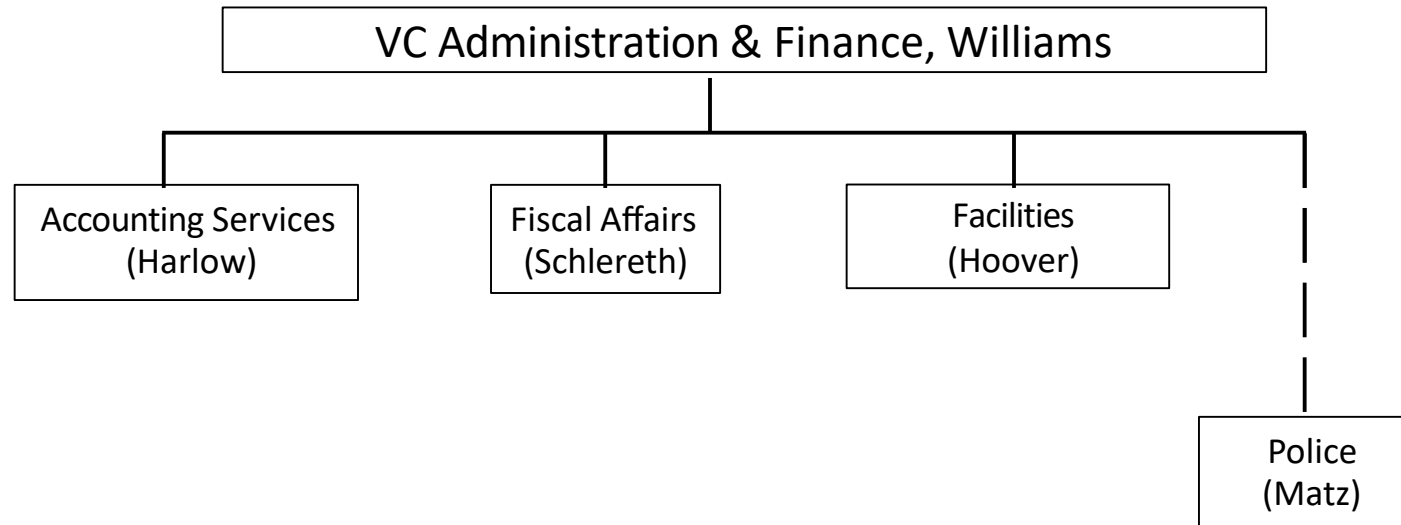 VC Administration & Finance, Williams
Accounting Services
(Harlow)
Fiscal Affairs
(Schlereth)
Facilities
(Hoover)
Police
(Matz)